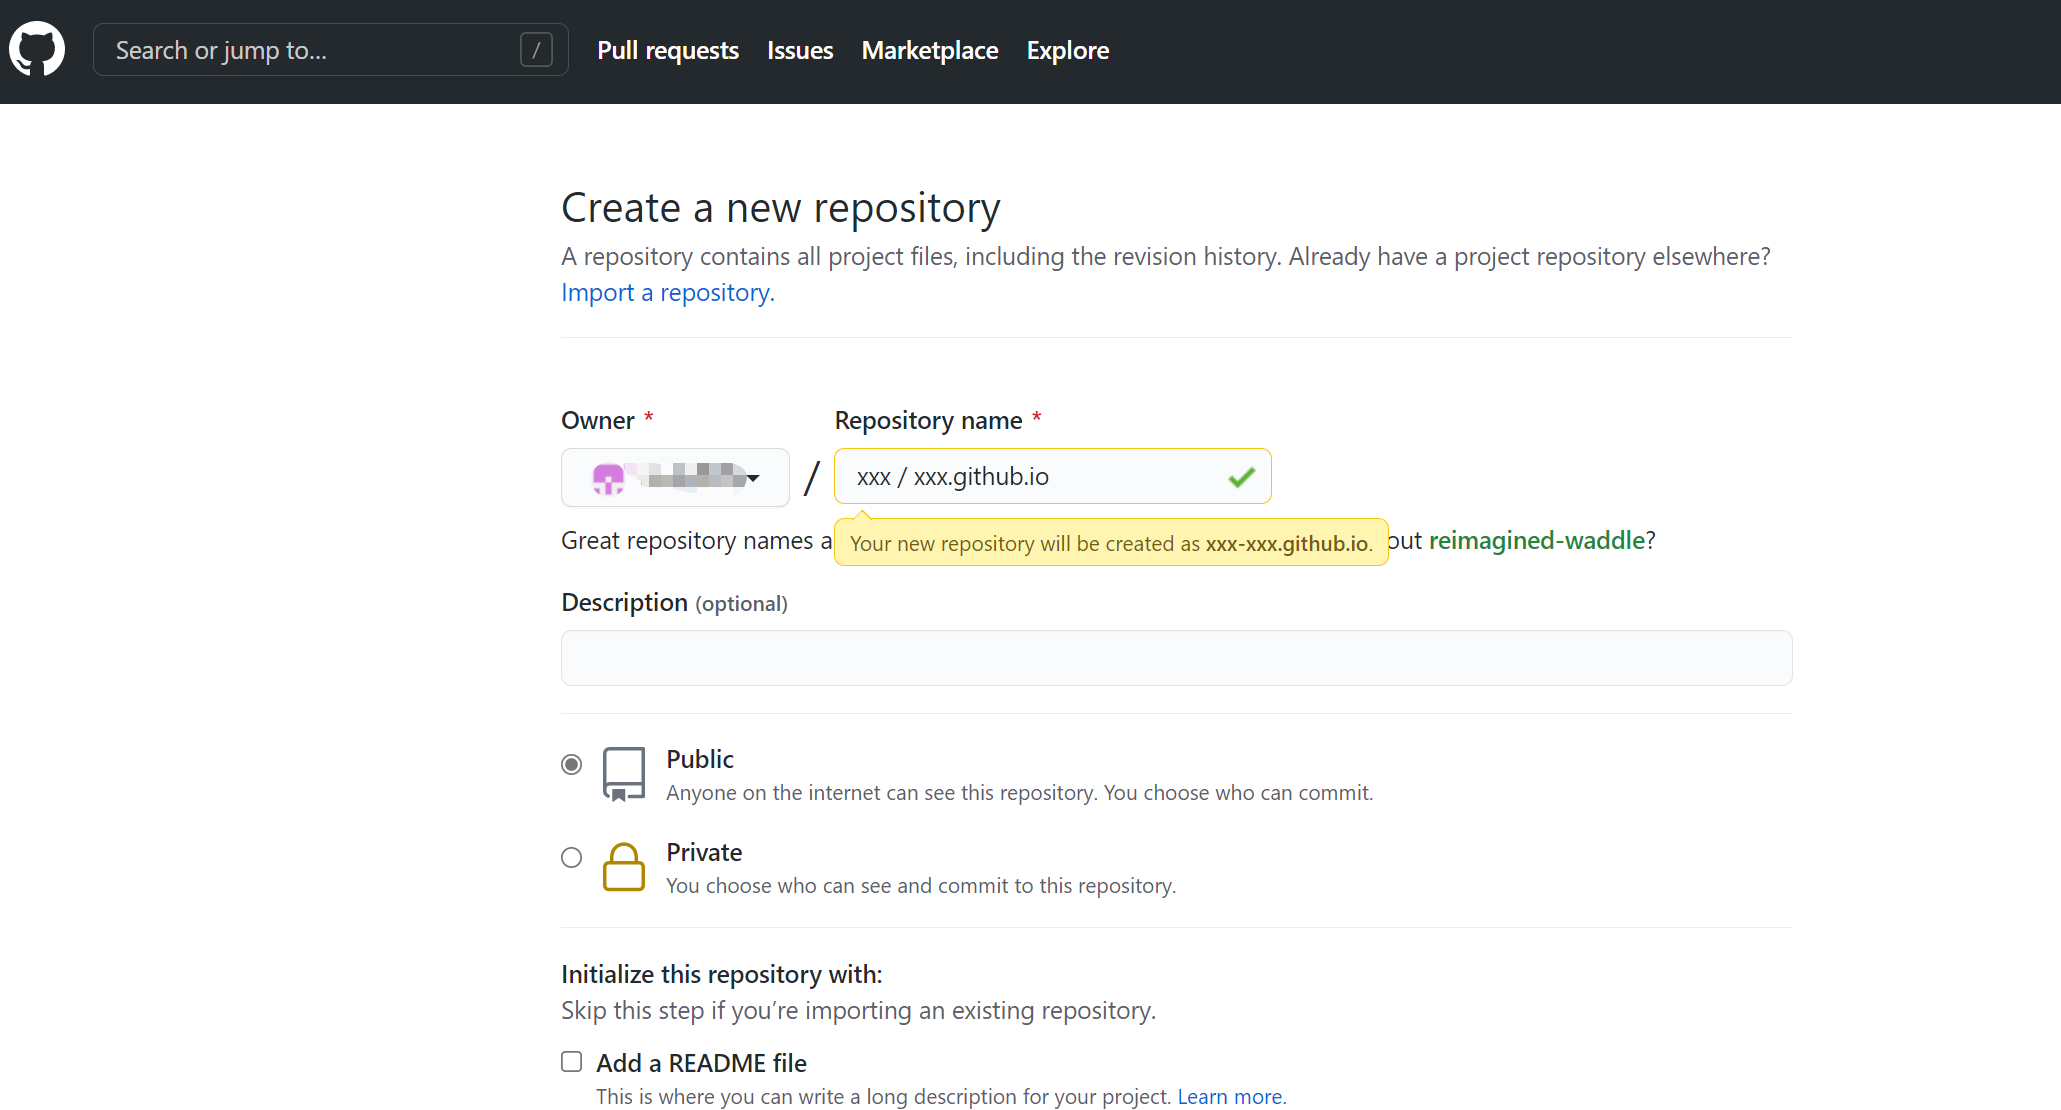 Search or jump to... /
Pull requests Issues Marketplace Explore
Create a new repository
A repository contains all project files, including the revision history. Already have a project repository elsewhere?
Import a repository.
Owner * Repository name *
/ xxx / xxx.github.io
Great repository names a
Your new repository will be created as xxx-xxx.github.io.
out reimagined-waddle?
Description (optional)
Public
Anyone on the internet can see this repository. You choose who can commit.
Private
You choose who can see and commit to this repository.
Initialize this repository with:
Skip this step if you’re importing an existing repository.
Add a README file
This is where you can write a long description for your project. Learn more.